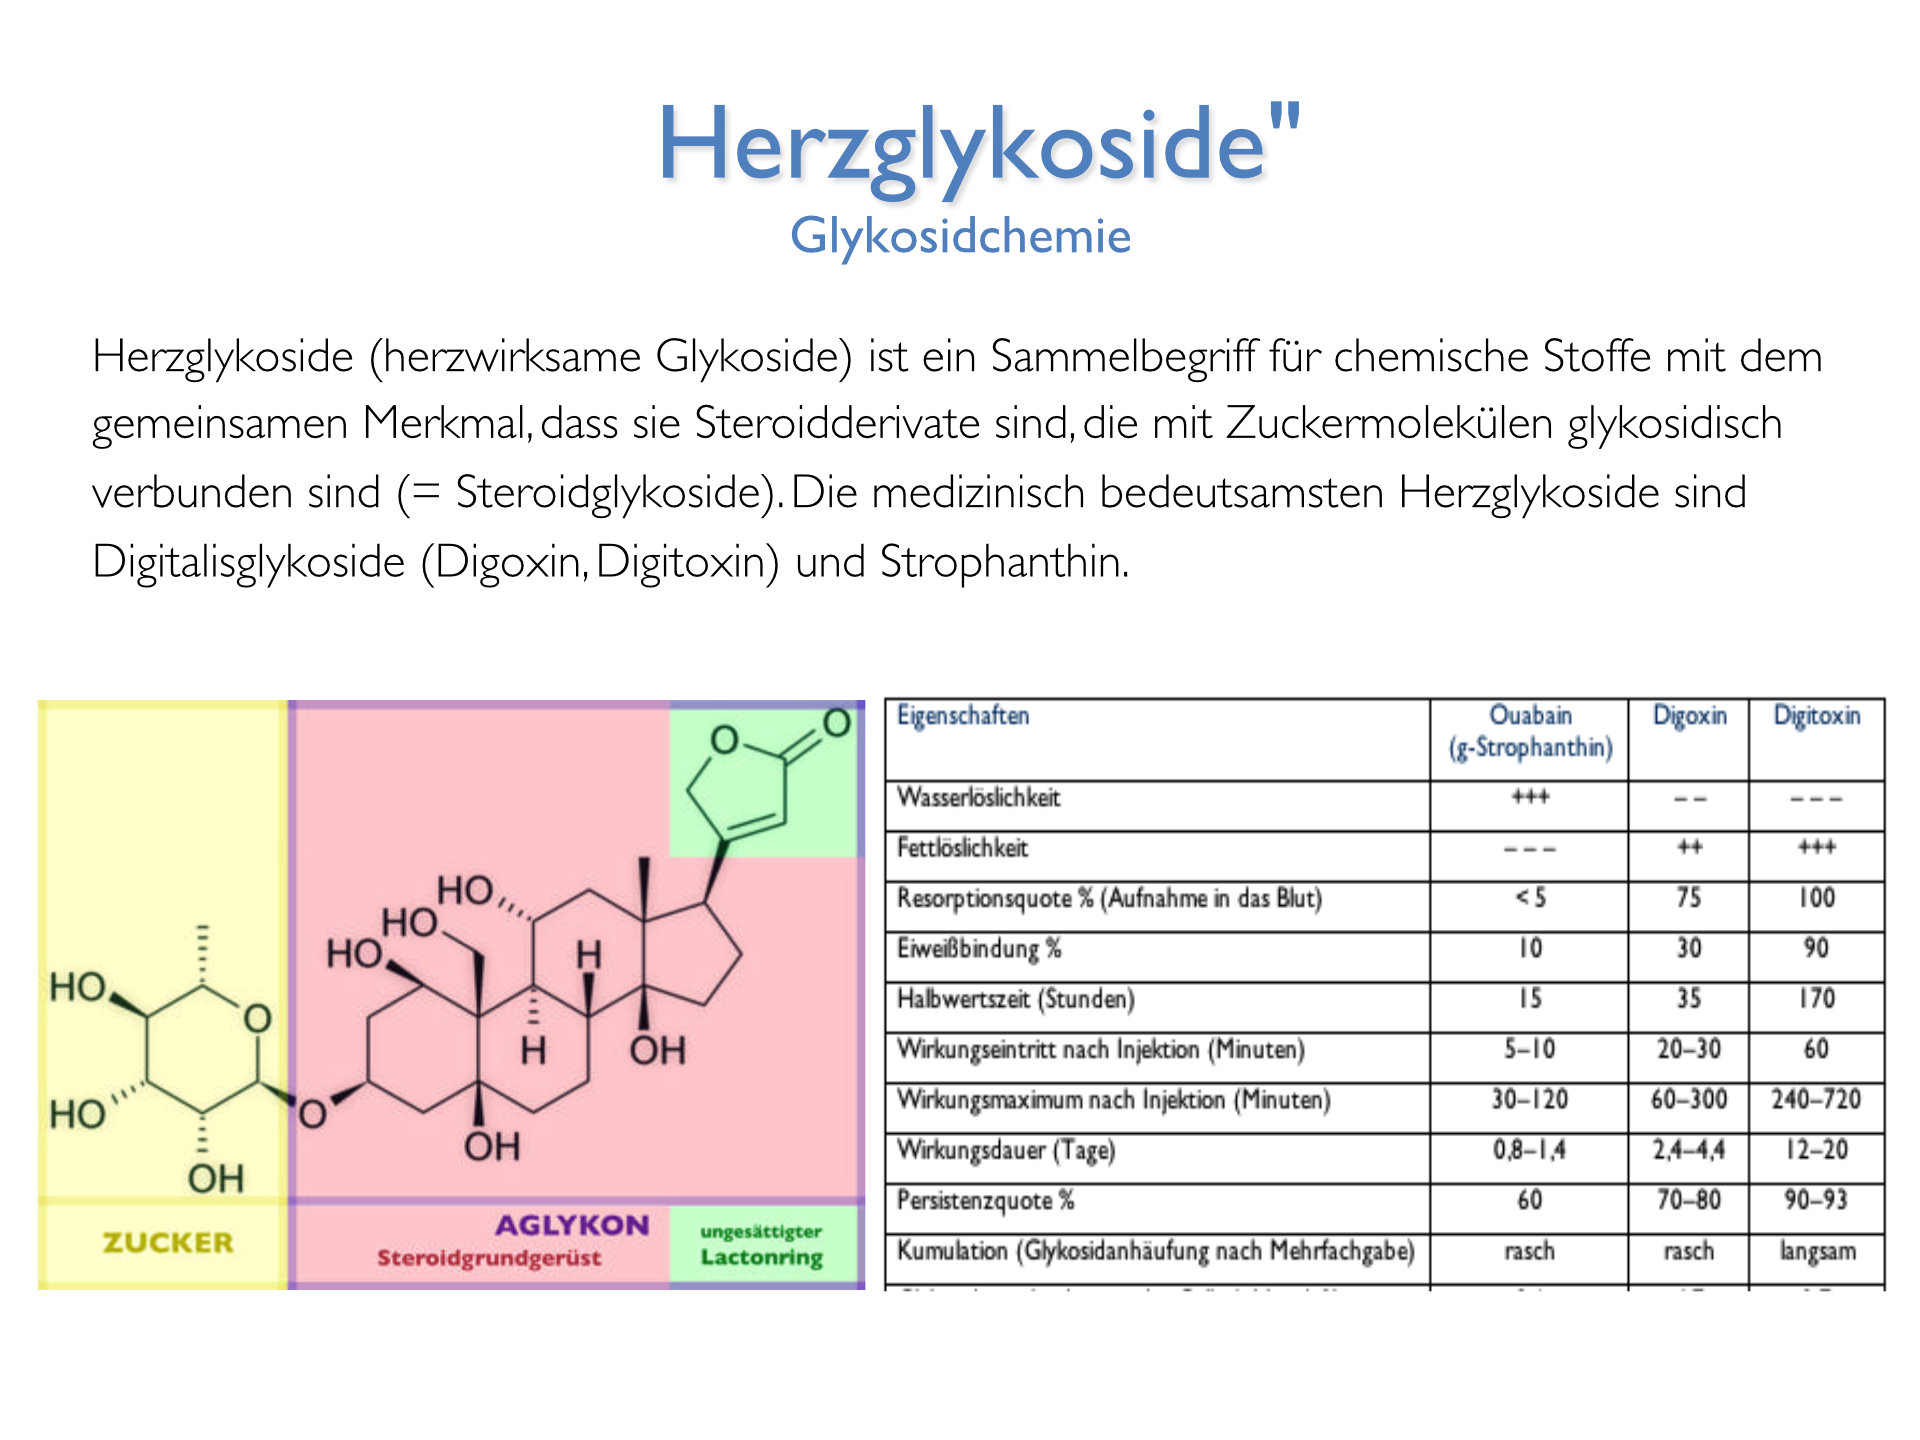 Herzglykoside"
Glykosidchemie
Herzglykoside (herzwirksame Glykoside) ist ein Sammelbegriff für chemische Stoffe mit dem
gemeinsamen Merkmal, dass sie Steroidderivate sind, die mit Zuckermolekülen glykosidisch
verbunden sind (= Steroidglykoside). Die medizinisch bedeutsamsten Herzglykoside sind
Digitalisglykoside (Digoxin, Digitoxin) und Strophanthin.
O
O
HO
HO
HO
H
HO
O
H
OH
HO
O
OH
OH
ZUCKER
AGLYKON
Steroidgrundgerüst
ungesättigter
Lactonring
Eigenschaften Ouabain Digoxin Digitoxin
(g-Strophanthin)
Wasserlöslichkeit +++ – – – – –
Fettlöslichkeit – – – ++ +++
Resorptionsquote % (Aufnahme in das Blut) < 5 75 100
Eiweißbindung % 10 30 90
Halbwertszeit (Stunden) 15 35 170
Wirkungseintritt nach Injektion (Minuten) 5–10 20–30 60
Wirkungsmaximum nach Injektion (Minuten) 30–120 60–300 240–720
Wirkungsdauer (Tage) 0,8–1,4 2,4–4,4 12–20
Persistenzquote % 60 70–80 90–93
Kumulation (Glykosidanhäufung nach Mehrfachgabe) rasch rasch langsam